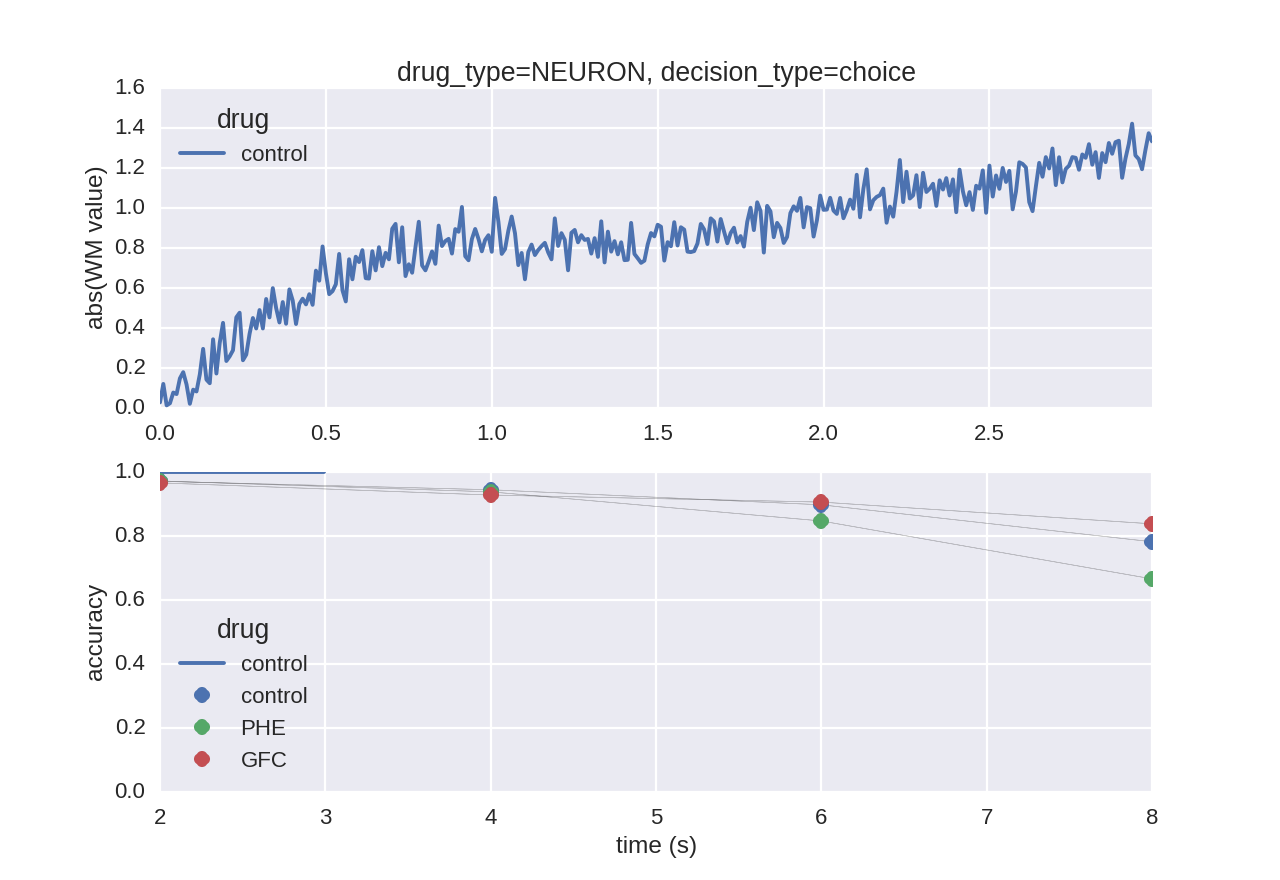 drug_type=NEURON, decision_type=choice
abs(WM value)
1.6
1.4
1.2
1.0
0.8
0.6
0.4
0.2
0.0
drug
control
0.0 0.5 1.0 1.5 2.0 2.5
accuracy
1.0
0.8
0.6
0.4
0.2
0.0
drug
control
control
PHE
GFC
2 3 4 5 6 7 8
time (s)